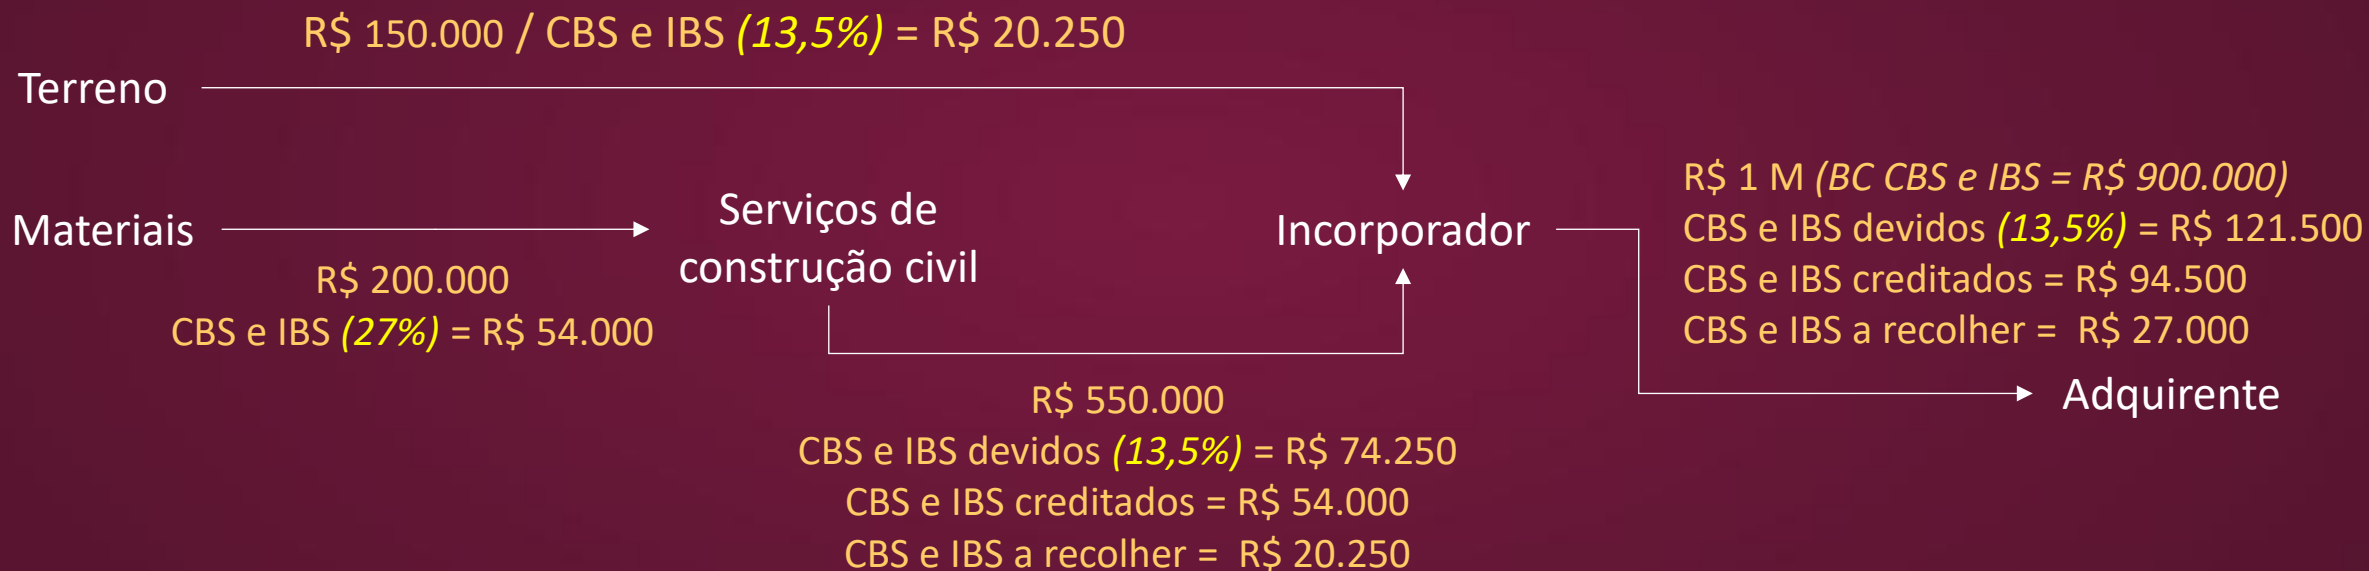 R$ 150.000 / CBS e IBS (13,5%) = R$ 20.250
Terreno
Materiais
R$ 200.000
CBS e IBS (27%) = R$ 54.000
Serviços de
construção civil
R$ 550.000
CBS e IBS devidos (13,5%) = R$ 74.250
CBS e IBS creditados = R$ 54.000
CBS e IBS a recolher = R$ 20.250
Incorporador
R$ 1 M (BC CBS e IBS = R$ 900.000)
CBS e IBS devidos (13,5%) = R$ 121.500
CBS e IBS creditados = R$ 94.500
CBS e IBS a recolher = R$ 27.000
Adquirente